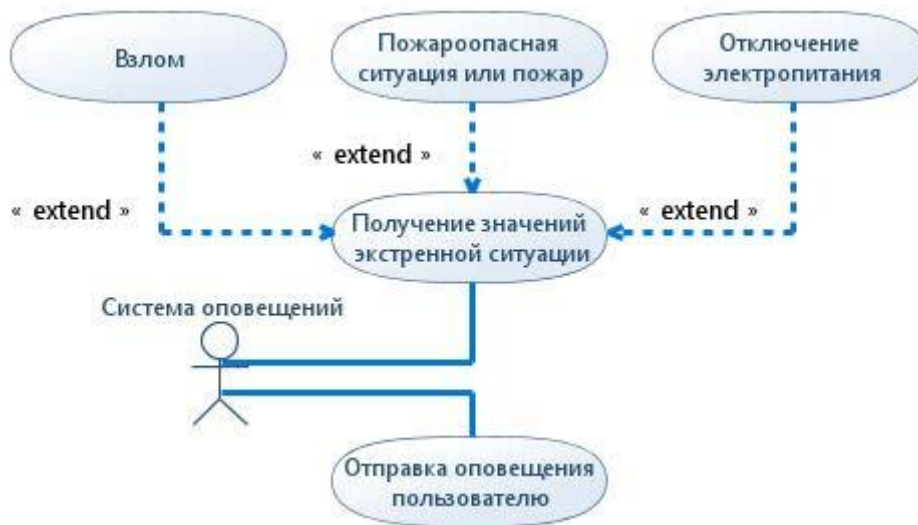 Взлом
Пожароопасная
ситуация или пожар
Отключение
электропитания
« extend »
« extend »
« extend »
Получение значений
экстренной ситуации
Система оповещений
Отправка оповещения
пользователю